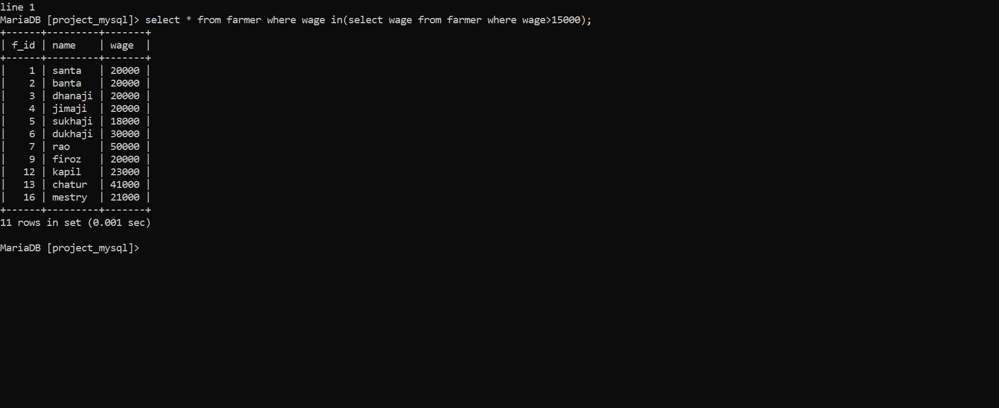 line 1
MariaDB [project_mysql]> select * from farmer where wage in(select wage from farmer where wage>15000);
+------+---------+-------+
| f_id | name    | wage  |
+------+---------+-------+
|    1 | santa   | 20000 |
|    2 | banta   | 20000 |
|    3 | dhanaji | 20000 |
|    4 | jimaji  | 20000 |
|    5 | sukhaji | 18000 |
|    6 | dukhaji | 30000 |
|    7 | rao     | 50000 |
|    9 | firoz   | 20000 |
|   12 | kapil   | 23000 |
|   13 | chatur  | 41000 |
|   16 | mestry  | 21000 |
+------+---------+-------+
11 rows in set (0.001 sec)
MariaDB [project_mysql]>